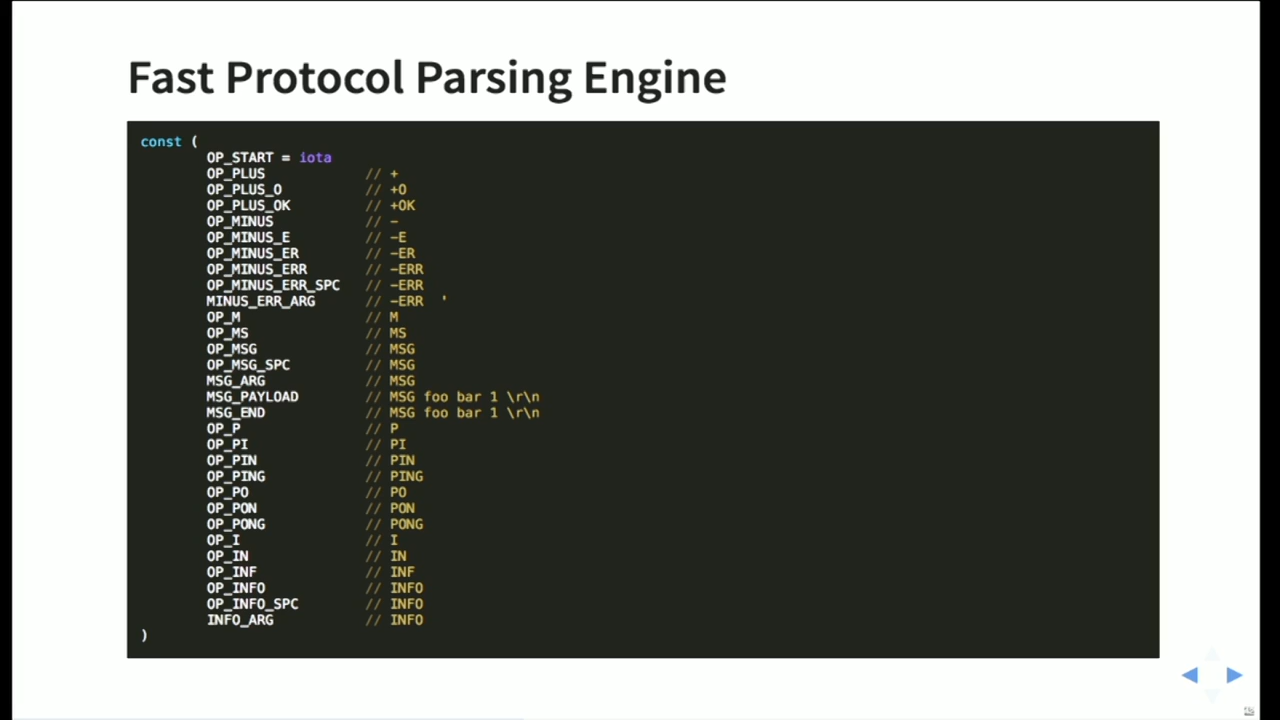 Fast Protocol Parsing Engine
const (
OP_START = iota
OP_PLUS // +
OP_PLUS_O // +O
OP_PLUS_OK // +OK
OP_MINUS // -
OP_MINUS_E // -E
OP_MINUS_ER // -ER
OP_MINUS_ERR // -ERR
OP_MINUS_ERR_SPC // -ERR
MINUS_ERR_ARG // -ERR '
OP_M // M
OP_MS // MS
OP_MSG // MSG
OP_MSG_SPC // MSG
MSG_ARG // MSG
MSG_PAYLOAD // MSG foo bar 1 \r\n
MSG_END // MSG foo bar 1 \r\n
OP_P // P
OP_PI // PI
OP_PIN // PIN
OP_PING // PING
OP_PO // PO
OP_PON // PON
OP_PONG // PONG
OP_I // I
OP_IN // IN
OP_INF // INF
OP_INFO // INFO
OP_INFO_SPC // INFO
INFO_ARG // INFO
)